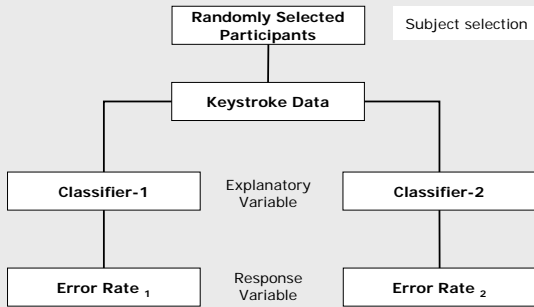 Randomly Selected
Participants
Subject selection
Keystroke Data
Classifier-1
Explanatory
Variable
Classifier-2
Error Rate 1
Response
Variable
Error Rate 2